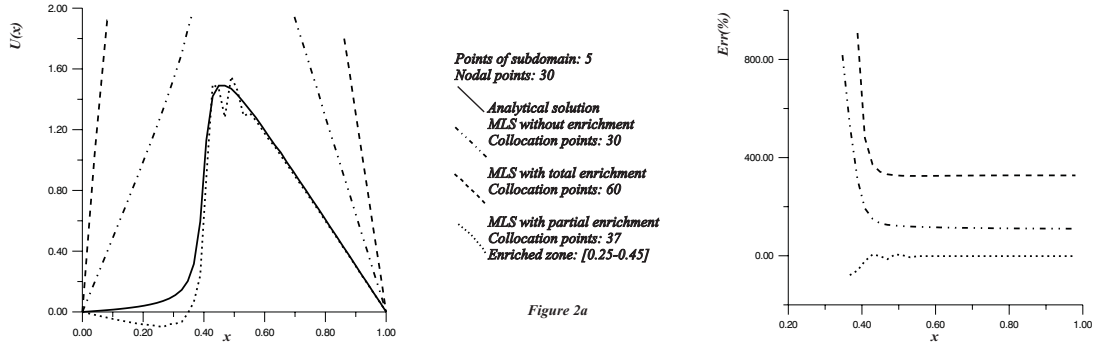 U(x)
2.00
1.60
1.20
0.80
0.40
0.00
0.00
0.20
0.40
0.60
0.80
1.00
x
Points of subdomain: 5
Nodal points: 30
Analytical solution
MLS without enrichment
Collocation points: 30
MLS with total enrichment
Collocation points: 60
MLS with partial enrichment
Collocation points: 37
Enriched zone: [0.25-0.45]
Figure 2a
Err(%)
800.00
400.00
0.00
0.20
0.40
0.60
0.80
1.00
x